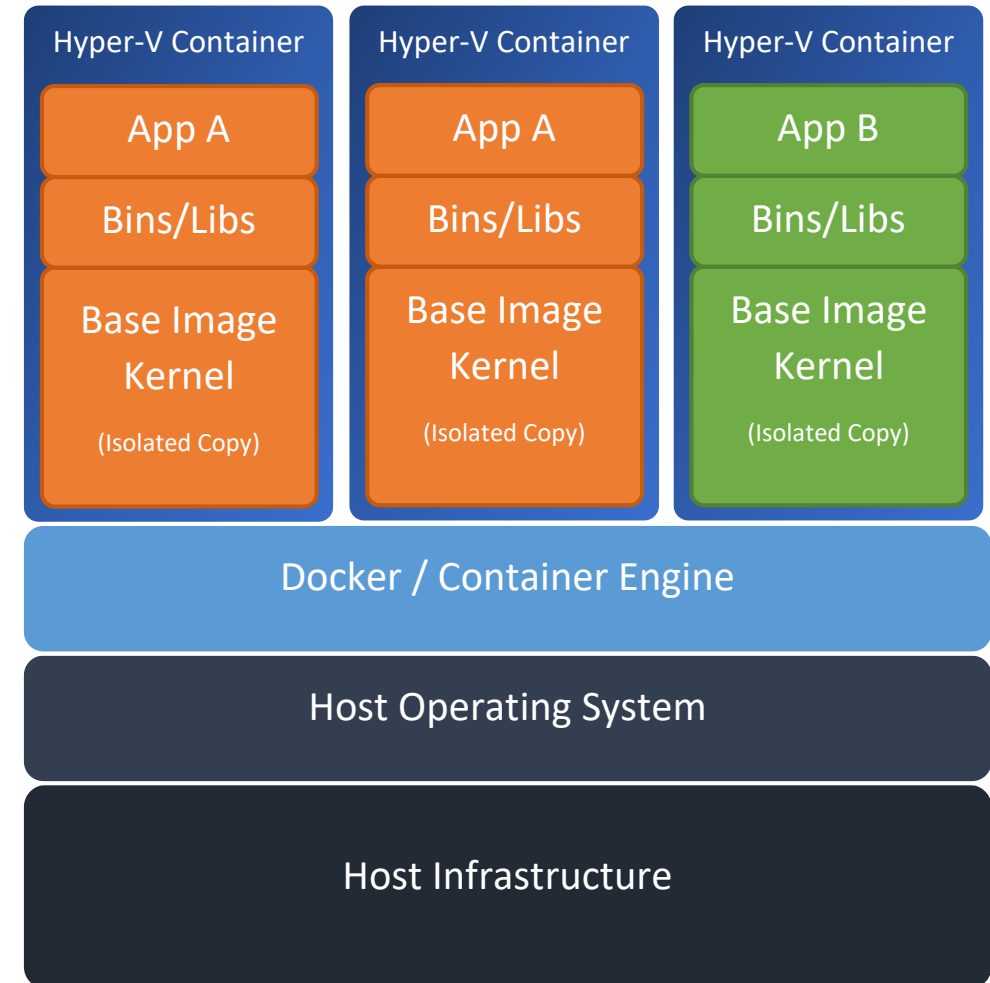 Hyper-V Container
App A
Bins/Libs
Base Image
Kernel
(Isolated Copy)
Hyper-V Container
App A
Bins/Libs
Base Image
Kernel
(Isolated Copy)
Hyper-V Container
App B
Bins/Libs
Base Image
Kernel
(Isolated Copy)
Docker / Container Engine
Host Operating System
Host Infrastructure